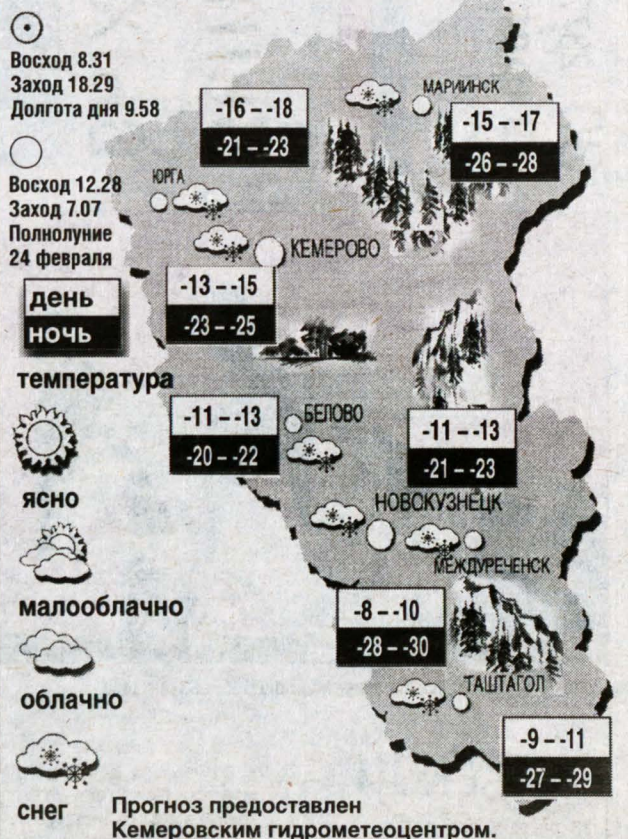 Восход 8.31
Заход 18.29
Долгота дня 9.58
Восход 12.28
Заход 7.07
Полнолуние
24 февраля
день
ночь
температура
ясно
малооблачно
облачно
снег
МАРИИНСК
-16 – -18
-21 – -23
-15 – -17
-26 – -28
ЮРГА
КЕМЕРОВО
-13 – -15
-23 – -25
БЕЛОВО
-11 – -13
-20 – -22
-11 – -13
-21 – -23
НОВОКУЗНЕЦК
МЕЖДУРЕЧЕНСК
-8 – -10
-28 – -30
ТАШТАГОЛ
-9 – -11
-27 – -29
Прогноз предоставлен
Кемеровским гидрометеоцентром.